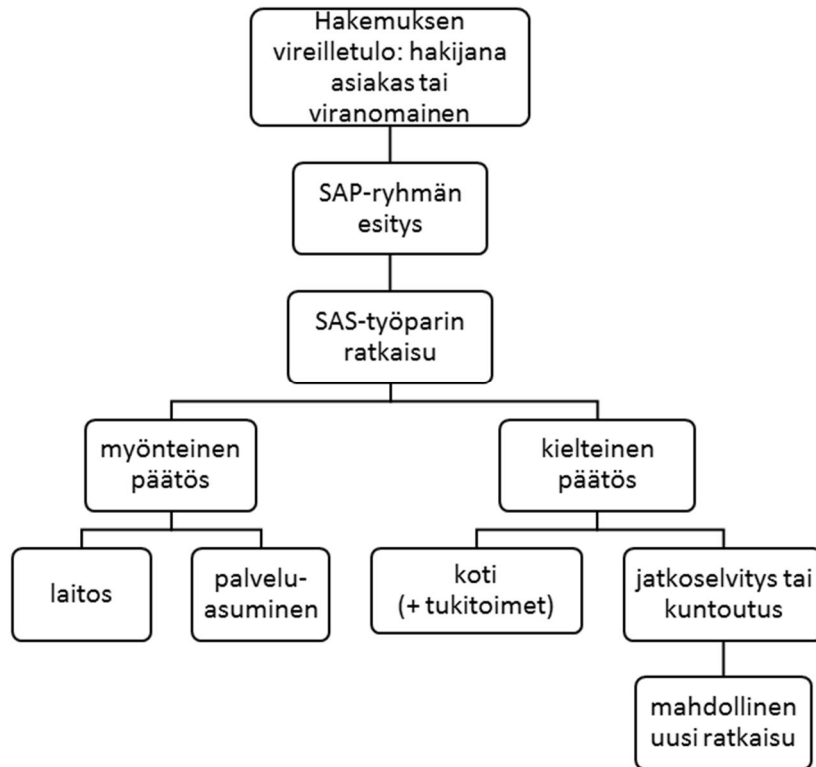 Hakemuksen
vireilletulo: hakijana
asiakas tai
viranomainen
SAP-ryhmän
esitys
SAS-työparin
ratkaisu
myönteinen
päätös
kielteinen
päätös
laitos
palvelu-
asuminen
koti
(+ tukitoimet)
jatkoselvitys tai
kuntoutus
mahdollinen
uusi ratkaisu